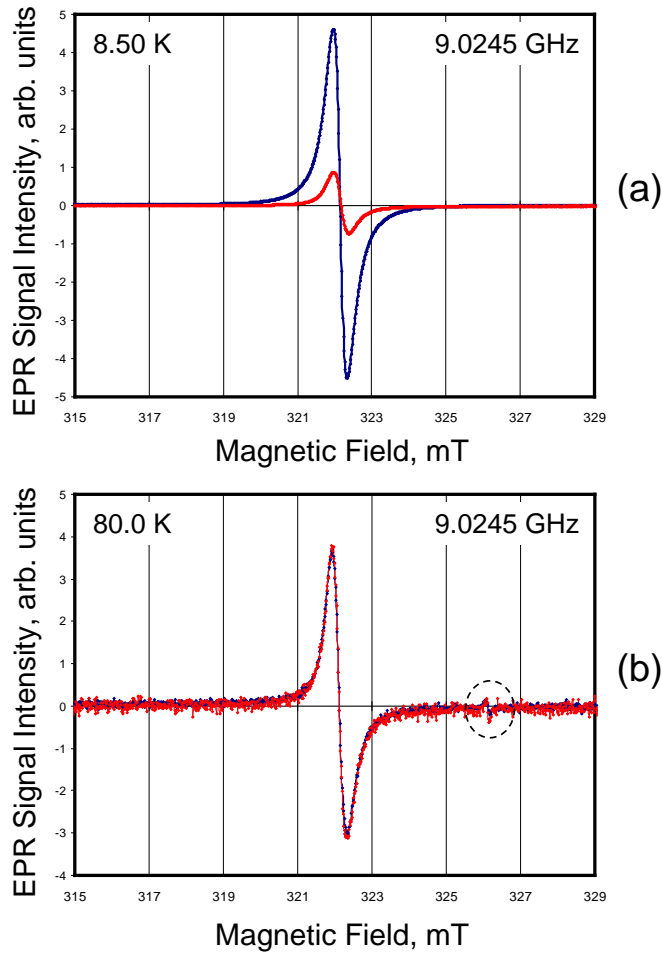 8.50 K
9.0245 GHz
5
4
3
2
1
0
-1
-2
-3
-4
-5
EPR Signal Intensity, arb. units
(a)
315 317 319 321 323 325 327 329
Magnetic Field, mT
80.0 K
9.0245 GHz
5
4
3
2
1
0
-1
-2
-3
-4
EPR Signal Intensity, arb. units
(b)
315 317 319 321 323 325 327 329
Magnetic Field, mT